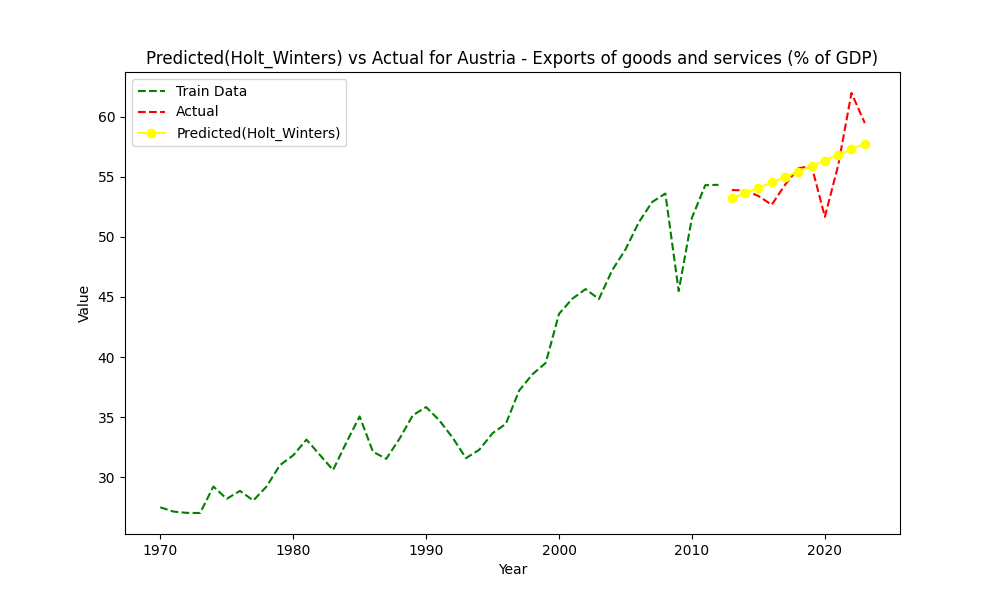 Predicted(Holt_Winters) vs Actual for Austria - Exports of goods and services (% of GDP)
Train Data
Actual
Predicted(Holt_Winters)
60
55
50
45
40
35
30
Value
1970 1980 1990 2000 2010 2020
Year